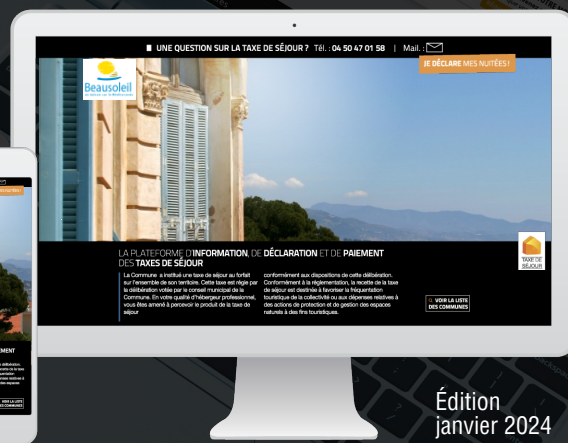 UNE QUESTION SUR LA TAXE DE SÉJOUR ? Tél. : 04 50 47 01 58 | Mail. :
JE DÉCLARE MES NUITÉES !
Beausoleil
LA PLATEFORME D'INFORMATION, DE DÉCLARATION ET DE PAIEMENT
DES TAXES DE SÉJOUR
La Commune a institué une taxe de séjour au forfait
sur l'ensemble de son territoire. Cette taxe est régie par
la délibération votée par le conseil municipal de la
Commune. En votre qualité d'hébergeur professionnel,
vous êtes amené à percevoir le produit de la taxe de
séjour
conformément aux dispositions de cette délibération.
Conformément à la réglementation, la recette de la taxe
de séjour est destinée à favoriser la fréquentation
touristique de la collectivité ou aux dépenses relatives à
des actions de protection et de gestion des espaces
naturels à des fins touristiques.
TAXE DE
SÉJOUR
VOIR LA LISTE
DES COMMUNES
EMENT
VOIR LA LISTE
DES COMMUNES
Édition
janvier 2024